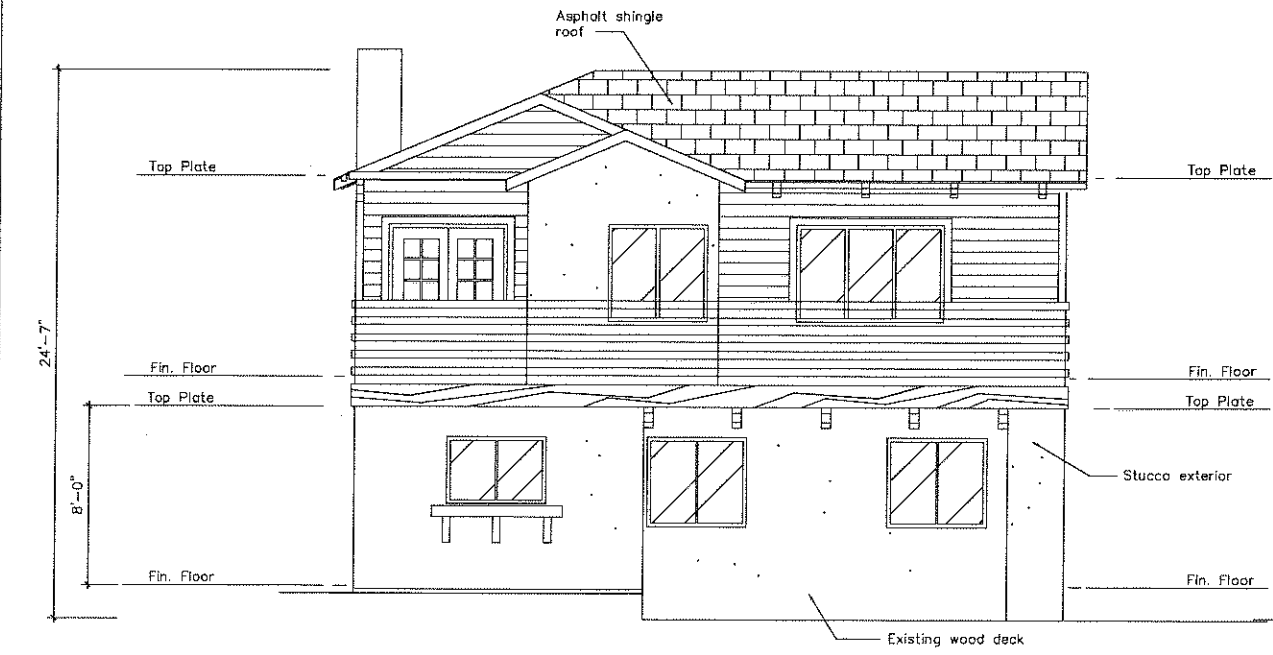 Asphalt shingle
roof
Top Plate
Top Plate
24'-7"
Fin. Floor
Fin. Floor
Top Plate
Top Plate
8'-0"
Stucco exterior
Fin. Floor
Fin. Floor
Existing wood deck